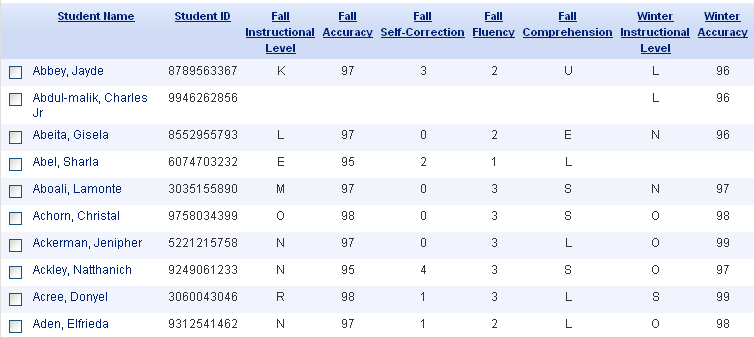 Student Name Student ID Fall Instructional Level Fall Accuracy Fall Self-Correction Fall Fluency Fall Comprehension Winter Instructional Level Winter Accuracy
Abbey, Jayde 8789563367 K 97 3 2 U L 96
Abdul-malik, Charles Jr 9946262856 L 96
Abeita, Gisela 8552955793 L 97 0 2 E N 96
Abel, Sharla 6074703232 E 95 2 1 L
Aboali, Lamonte 3035155890 M 97 0 3 S N 97
Achorn, Christal 9758034399 O 98 0 3 S O 98
Ackerman, Jenipher 5221215758 N 97 0 3 L O 99
Ackley, Natthanich 9249061233 N 95 4 3 S O 97
Acree, Donyel 3060043046 R 98 1 3 L S 99
Aden, Elfrieda 9312541462 N 97 1 2 L O 98